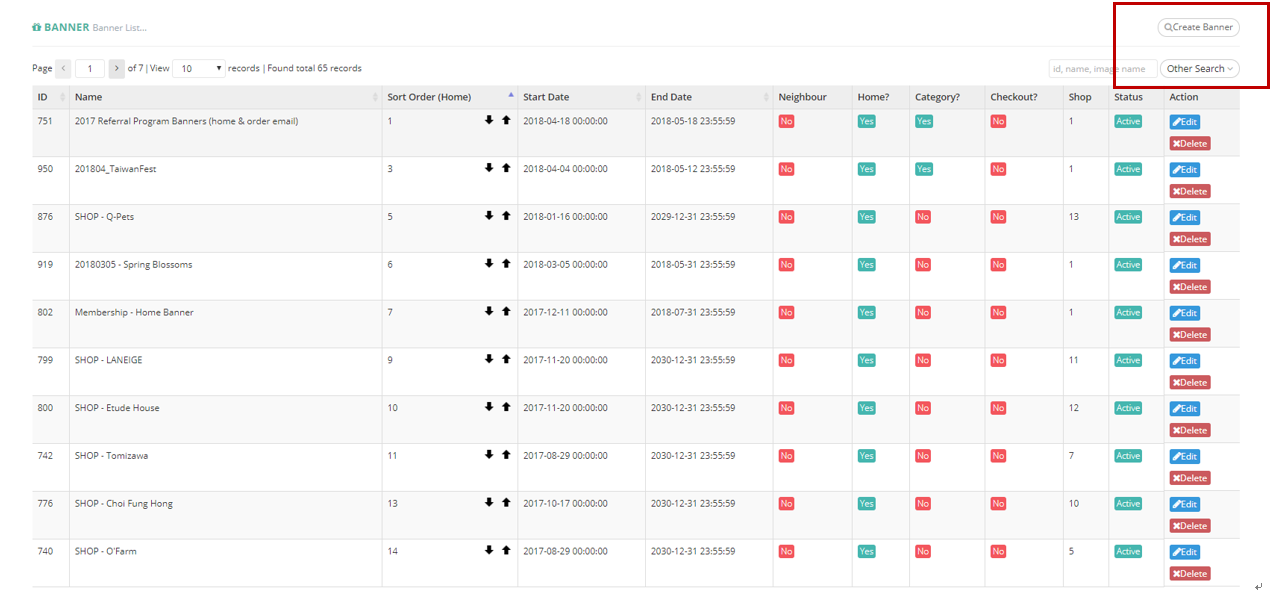 BANNER Banner List...
Create Banner
Page 1 of 7 | View 10 records | Found total 65 records
id, name, image name Other Search
ID Name Sort Order (Home) Start Date End Date Neighbour Home? Category? Checkout? Shop Status Action
751 2017 Referral Program Banners (home & order email) 1 2018-04-18 00:00:00 2018-05-18 23:55:59 No Yes Yes No 1 Active Edit
Delete
950 201804_TaiwanFest 3 2018-04-04 00:00:00 2018-05-12 23:55:59 No Yes Yes No 1 Active Edit
Delete
876 SHOP - Q-Pets 5 2018-01-16 00:00:00 2029-12-31 23:55:59 No Yes No No 13 Active Edit
Delete
919 20180305 - Spring Blossoms 6 2018-03-05 00:00:00 2018-05-31 23:55:59 No Yes No No 1 Active Edit
Delete
802 Membership - Home Banner 7 2017-12-11 00:00:00 2018-07-31 23:55:59 No Yes No No 1 Active Edit
Delete
799 SHOP - LANEIGE 9 2017-11-20 00:00:00 2030-12-31 23:55:59 No Yes No No 11 Active Edit
Delete
800 SHOP - Etude House 10 2017-11-20 00:00:00 2030-12-31 23:55:59 No Yes No No 12 Active Edit
Delete
742 SHOP - Tomizawa 11 2017-08-29 00:00:00 2030-12-31 23:55:59 No Yes No No 7 Active Edit
Delete
776 SHOP - Choi Fung Hong 13 2017-10-17 00:00:00 2030-12-31 23:55:59 No Yes No No 10 Active Edit
Delete
740 SHOP - O'Farm 14 2017-08-29 00:00:00 2030-12-31 23:55:59 No Yes No No 5 Active Edit
Delete